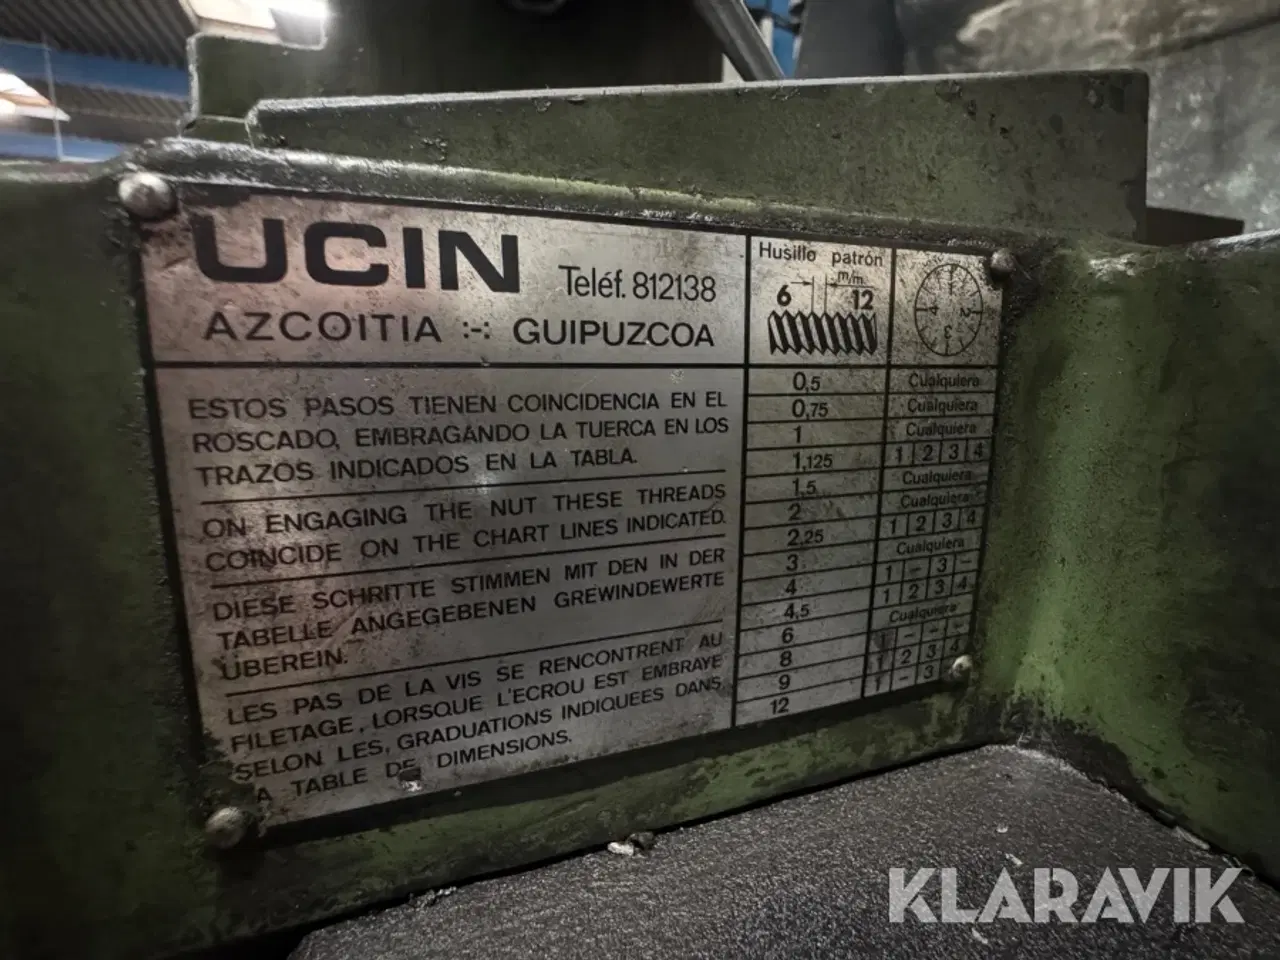 UCIN Teléf. 812138
AZCOITIA GUIPUZCOA
ESTOS PASOS TIENEN COINCIDENCIA EN EL
ROSCADO, EMBRAGANDO LA TUERCA EN LOS
TRAZOS INDICADOS EN LA TABLA.
ON ENGAGING THE NUT THESE THREADS
COINCIDE ON THE CHART LINES INDICATED.
DIESE SCHRITTE STIMMEN MIT DEN IN DER
TABELLE ANGEGEBENEN GREWINDEWERTE
ÜBEREIN.
LES PAS DE LA VIS SE RENCONTRENT AU
FILETAGE, LORSQUE L'ECROU EST EMBRAYE
SELON LES, GRADUATIONS INDIQUEES DANS
A TABLE DE DIMENSIONS.
Husillo patrón
m/m.
6 12
1 2 3 4
0,5 Cualquiera
0,75 Cualquiera
1 Cualquiera
1,125 1 2 3 4
1,5 Cualquiera
2 Cualquiera
2,25 1 2 3 4
3 Cualquiera
4 1 - 3 -
4,5 1 2 3 4
6 Cualquiera
8 1 - - -
9 1 2 3 4
12 1 - 3
KLARAVIK